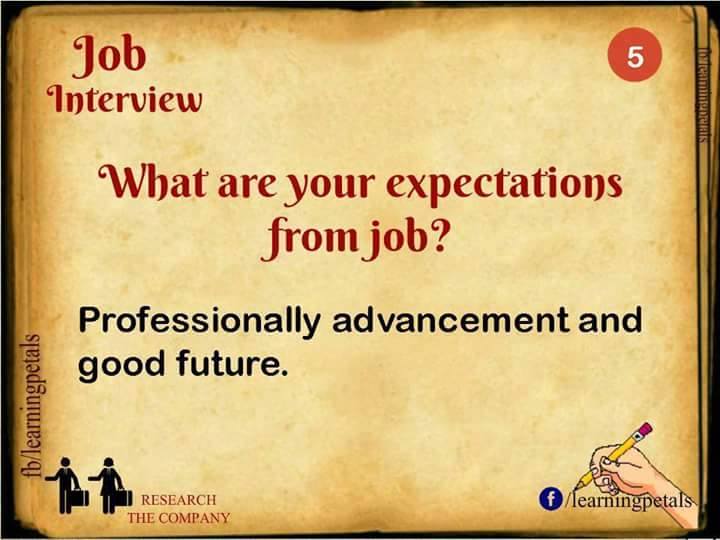 Job
Interview
5
What are your expectations
from job?
Professionally advancement and
good future.
fb/learningpetals
fb/learningpetals
RESEARCH
THE COMPANY
f /learningpetals